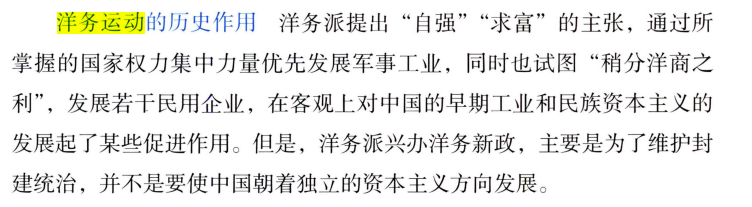 洋务运动的历史作用 洋务派提出“自强”“求富”的主张，通过所
掌握的国家权力集中力量优先发展军事工业，同时也试图“稍分洋商之
利”，发展若干民用企业，在客观上对中国的早期工业和民族资本主义的
发展起了某些促进作用。但是，洋务派兴办洋务新政，主要是为了维护封
建统治，并不是要使中国朝着独立的资本主义方向发展。